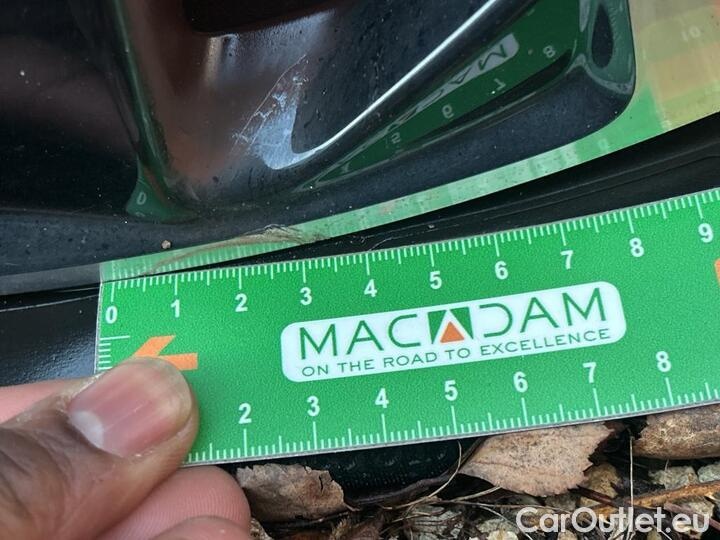 0 1 2 3 4 5 6 7 8 9
MACADAM
ON THE ROAD TO EXCELLENCE
2 3 4 5 6 7 8
CarOutlet.eu